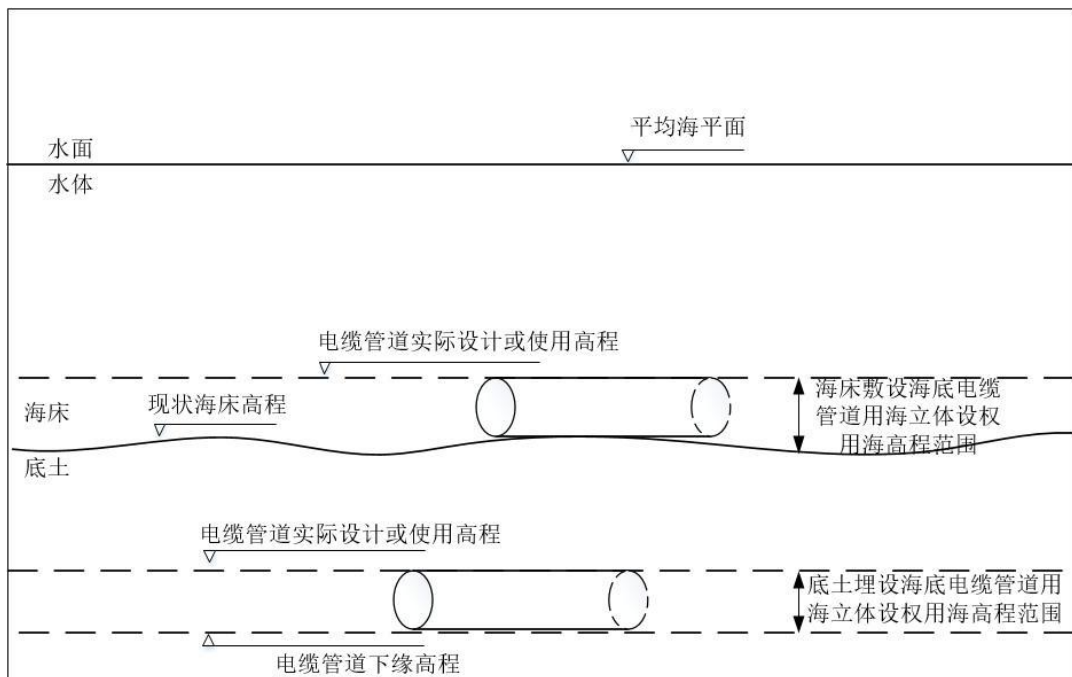 平均海平面
水面
水体
电缆管道实际设计或使用高程
海床敷设海底电缆
管道用海立体设权
用海高程范围
现状海床高程
海床
底土
电缆管道实际设计或使用高程
底土埋设海底电缆管道用
海立体设权用海高程范围
电缆管道下缘高程